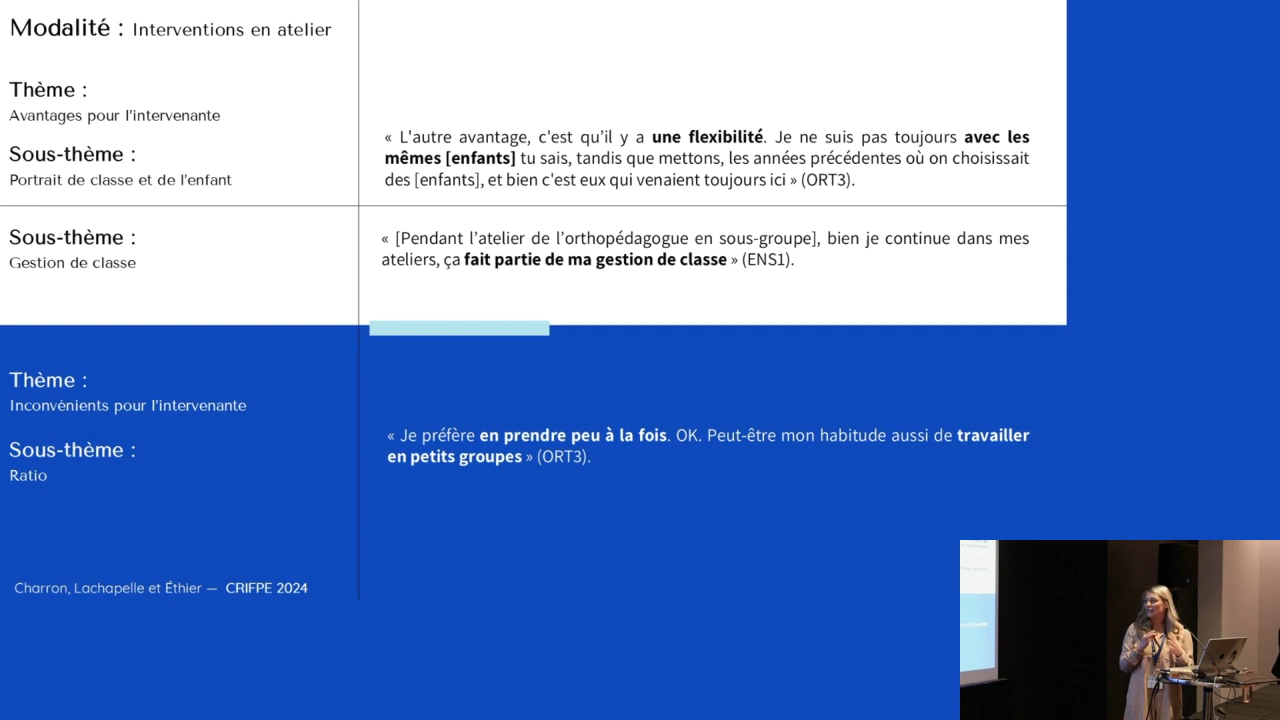 Modalité : Interventions en atelier
Thème :
Avantages pour l'intervenante
Sous-thème :
Portrait de classe et de l'enfant
« L'autre avantage, c'est qu’il y a une flexibilité. Je ne suis pas toujours avec les
mêmes [enfants] tu sais, tandis que mettons, les années précédentes où on choisissait
des [enfants], et bien c'est eux qui venaient toujours ici » (ORT3).
Sous-thème :
Gestion de classe
« [Pendant l’atelier de l’orthopédagogue en sous-groupe], bien je continue dans mes
ateliers, ça fait partie de ma gestion de classe » (ENS1).
Thème :
Inconvénients pour l'intervenante
Sous-thème :
Ratio
« Je préfère en prendre peu à la fois. OK. Peut-être mon habitude aussi de travailler
en petits groupes » (ORT3).
Charron, Lachapelle et Éthier — CRIFPE 2024